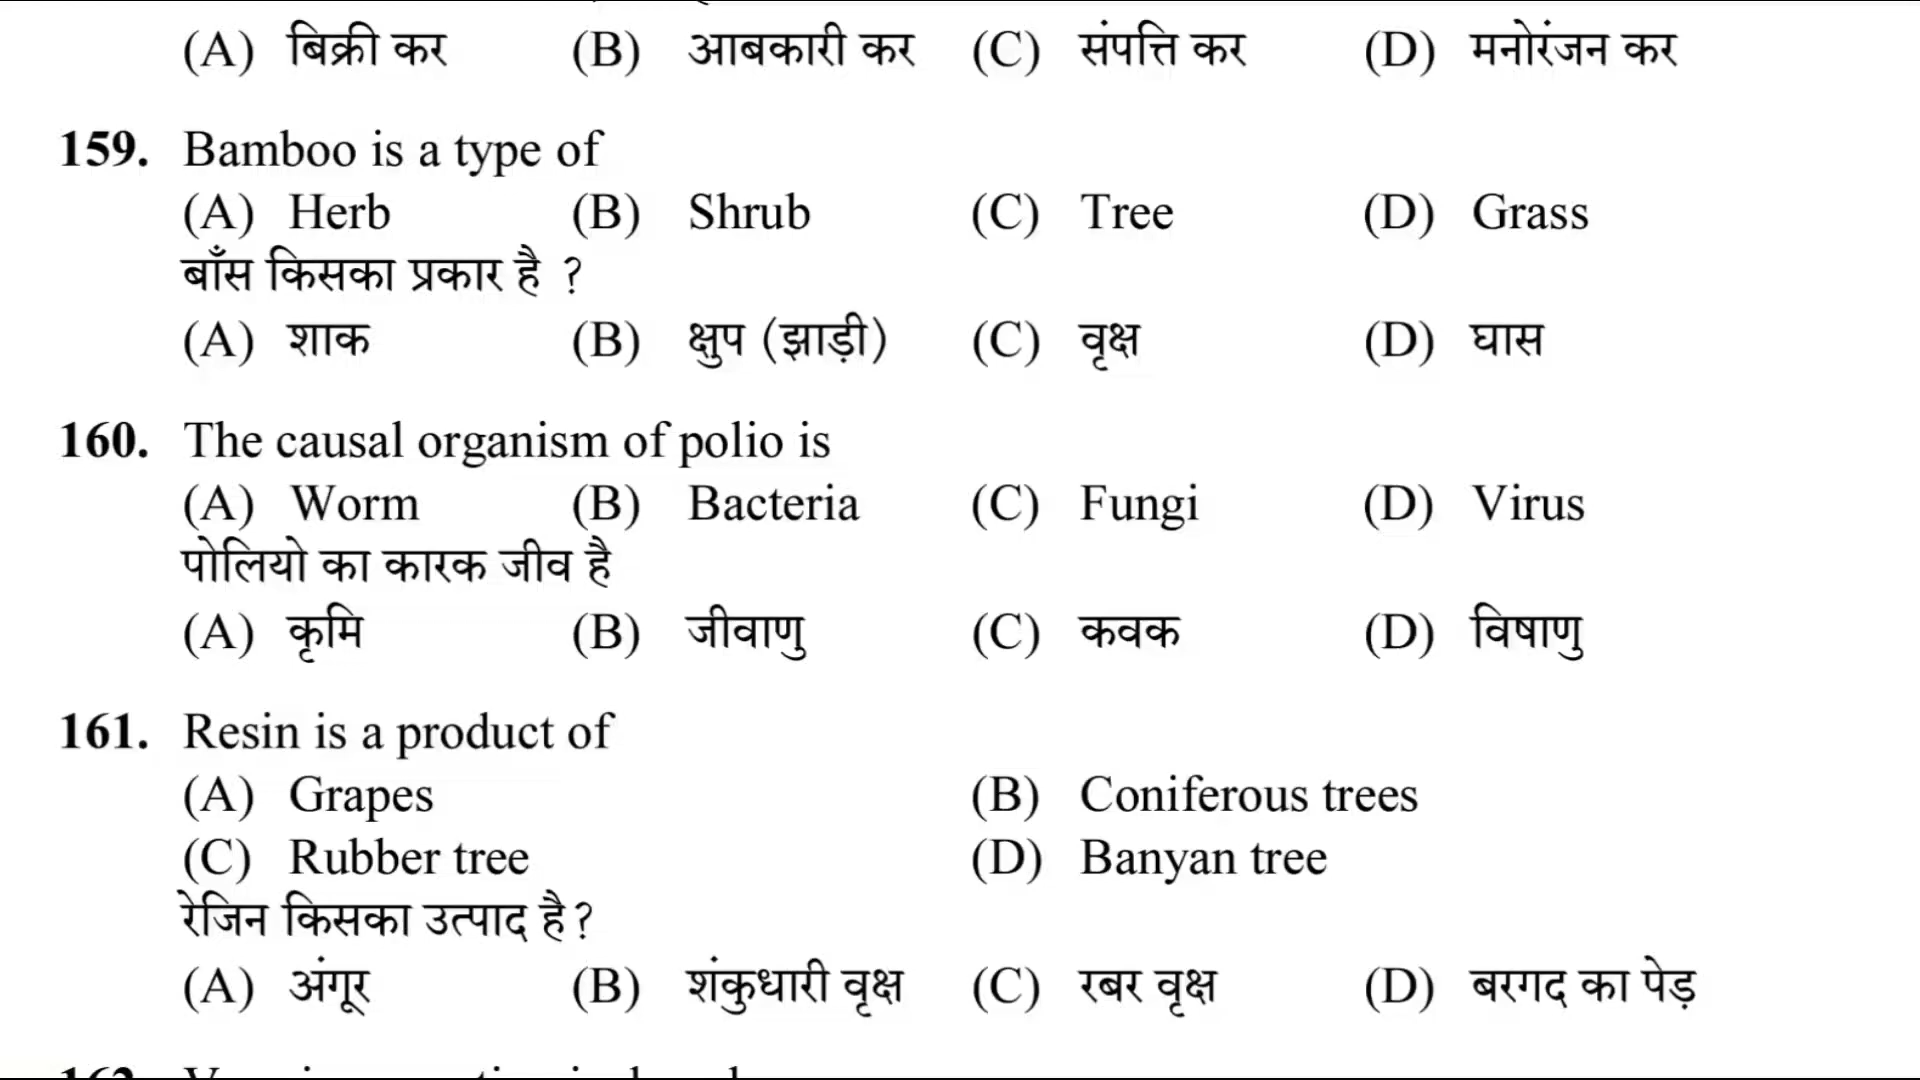 (A) बिक्री कर (B) आबकारी कर (C) संपत्ति कर (D) मनोरंजन कर
159. Bamboo is a type of
(A) Herb (B) Shrub (C) Tree (D) Grass
बाँस किसका प्रकार है ?
(A) शाक (B) क्षुप (झाड़ी) (C) वृक्ष (D) घास
160. The causal organism of polio is
(A) Worm (B) Bacteria (C) Fungi (D) Virus
पोलियो का कारक जीव है
(A) कृमि (B) जीवाणु (C) कवक (D) विषाणु
161. Resin is a product of
(A) Grapes (B) Coniferous trees
(C) Rubber tree (D) Banyan tree
रेजिन किसका उत्पाद है?
(A) अंगूर (B) शंकुधारी वृक्ष (C) रबर वृक्ष (D) बरगद का पेड़